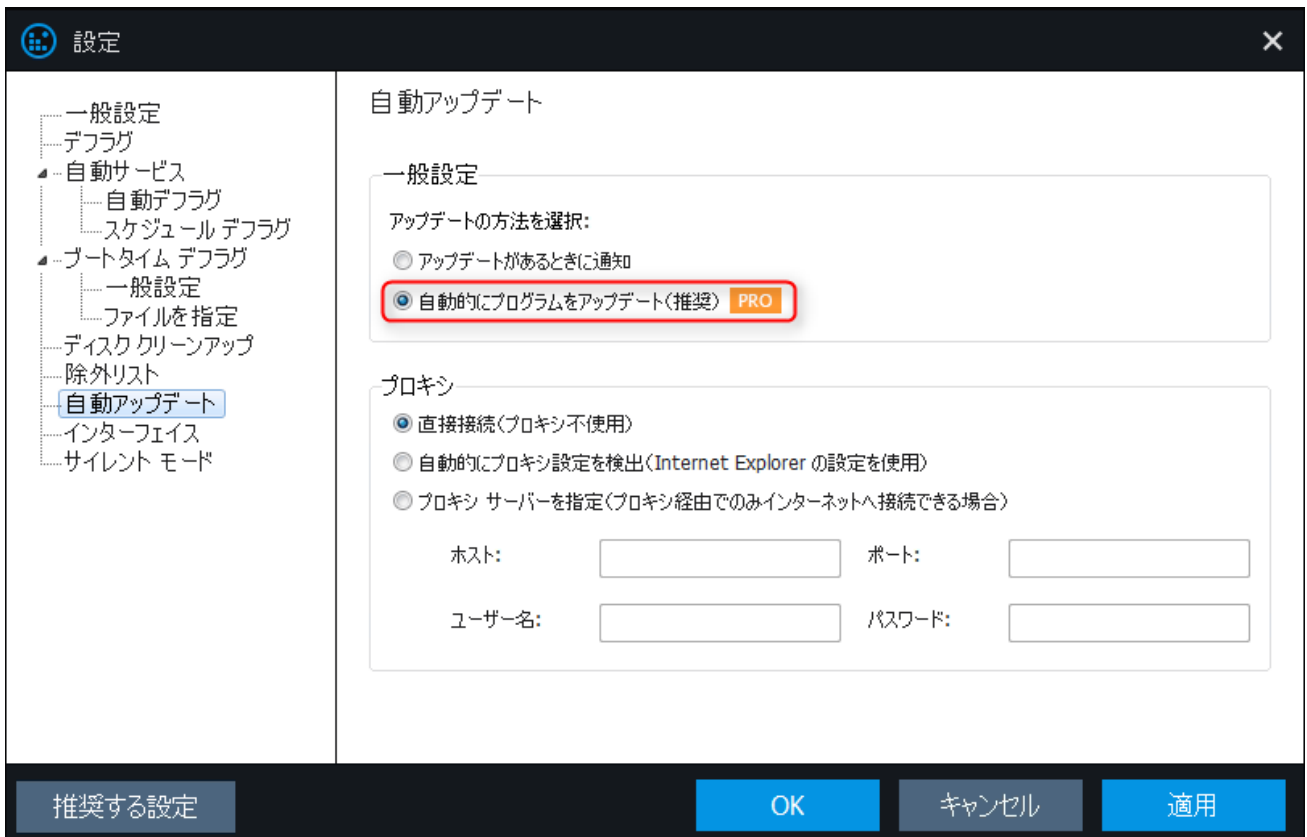 設定
一般設定
デフラグ
自動サービス
自動デフラグ
スケジュール デフラグ
ブートタイム デフラグ
一般設定
ファイルを指定
ディスク クリーンアップ
除外リスト
自動アップデート
インターフェイス
サイレント モード
自動アップデート
一般設定
アップデートの方法を選択:
アップデートがあるときに通知
自動的にプログラムをアップデート(推奨) PRO
プロキシ
直接接続(プロキシ不使用)
自動的にプロキシ設定を検出(Internet Explorer の設定を使用)
プロキシ サーバーを指定(プロキシ経由でのみインターネットへ接続できる場合)
ホスト: ポート:
ユーザー名: パスワード:
推奨する設定 OK キャンセル 適用